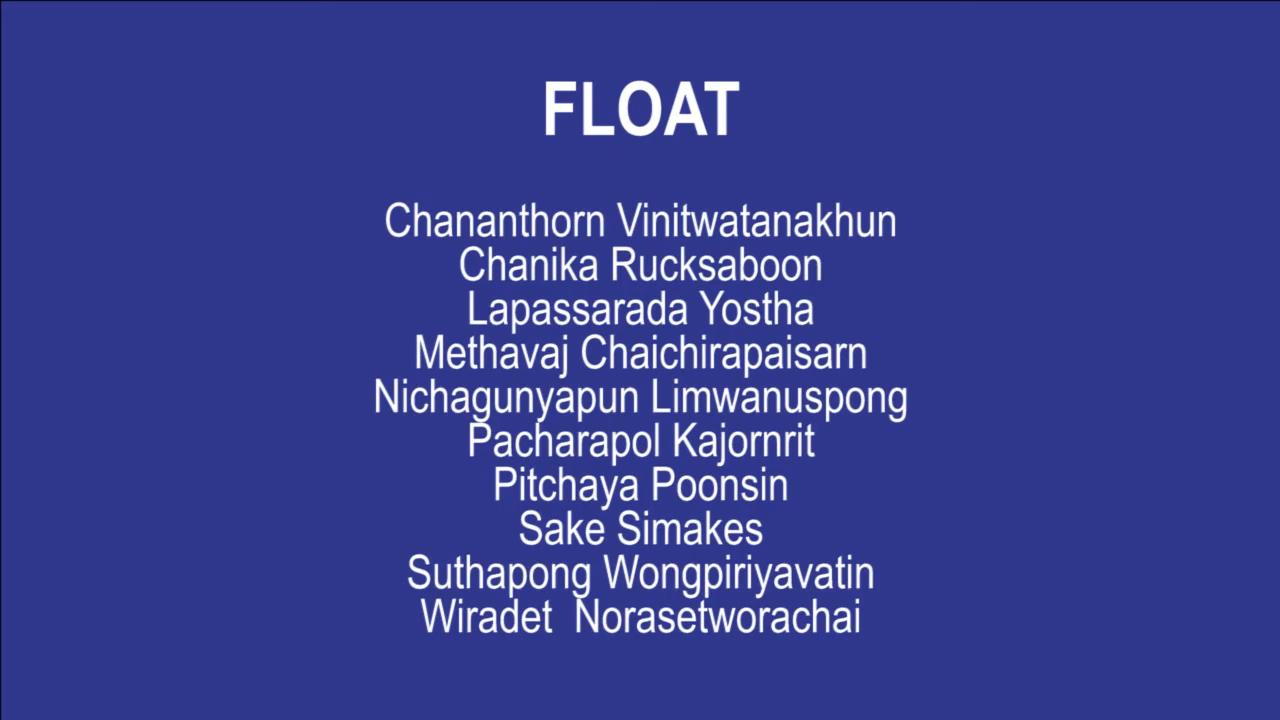 FLOAT
Chananthorn Vinitwatanakhun
Chanika Rucksaboon
Lapassarada Yostha
Methavaj Chaichirapaisarn
Nichagunyapun Limwanuspong
Pacharapol Kajornrit
Pitchaya Poonsin
Sake Simakes
Suthapong Wongpiriyavatin
Wiradet  Norasetworachai